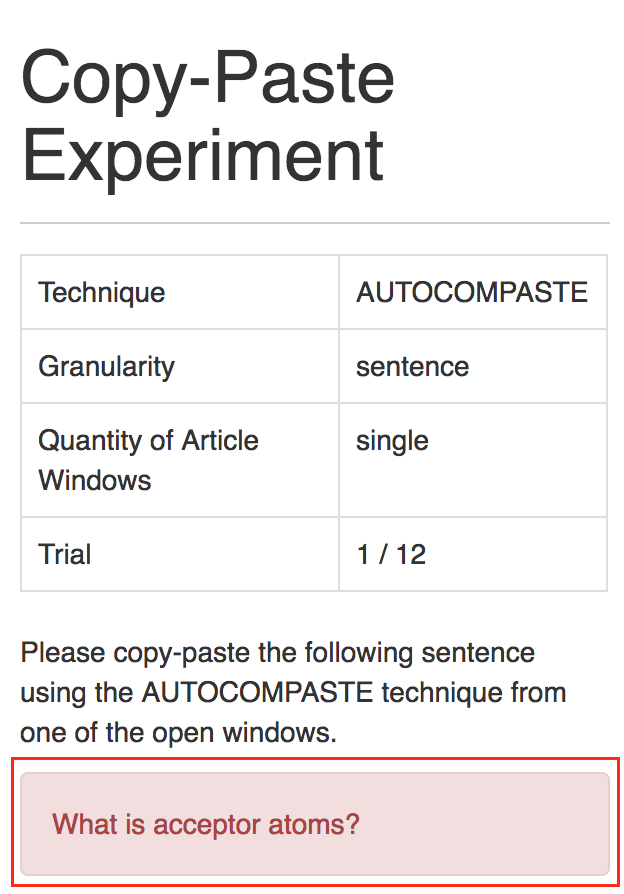 Copy-Paste
Experiment
Technique AUTOCOMPASTE
Granularity sentence
Quantity of Article single
Windows
Trial 1 / 12
Please copy-paste the following sentence
using the AUTOCOMPASTE technique from
one of the open windows.
What is acceptor atoms?